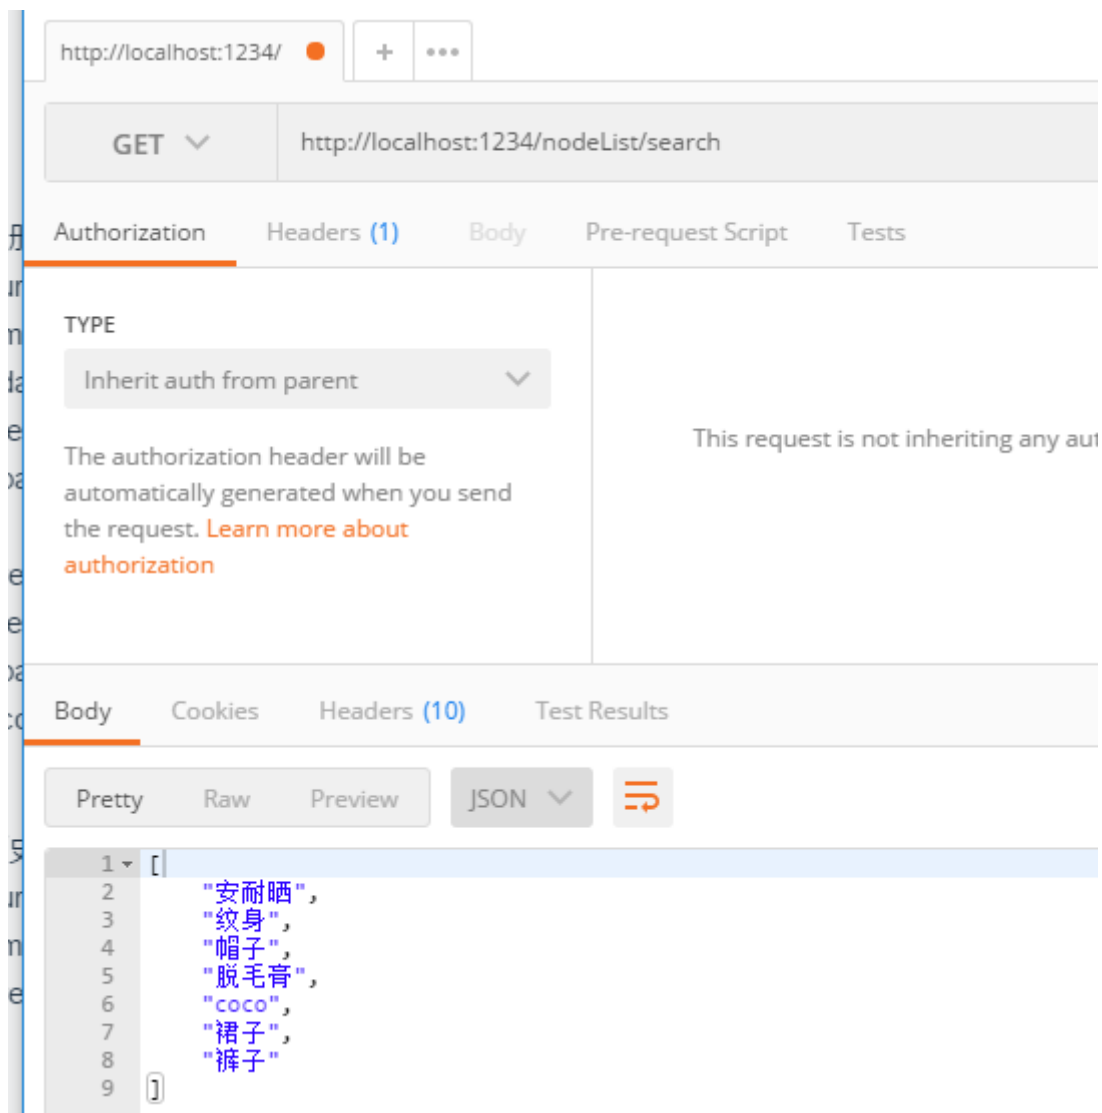 http://localhost:1234/
GET http://localhost:1234/nodeList/search
Authorization Headers (1) Body Pre-request Script Tests
TYPE
Inherit auth from parent
The authorization header will be
automatically generated when you send
the request. Learn more about
authorization
This request is not inheriting any
Body Cookies Headers (10) Test Results
Pretty Raw Preview JSON
1 [
2 "安耐晒",
3 "纹身",
4 "帽子",
5 "脱毛膏",
6 "coco",
7 "裙子",
8 "裤子"
9 ]